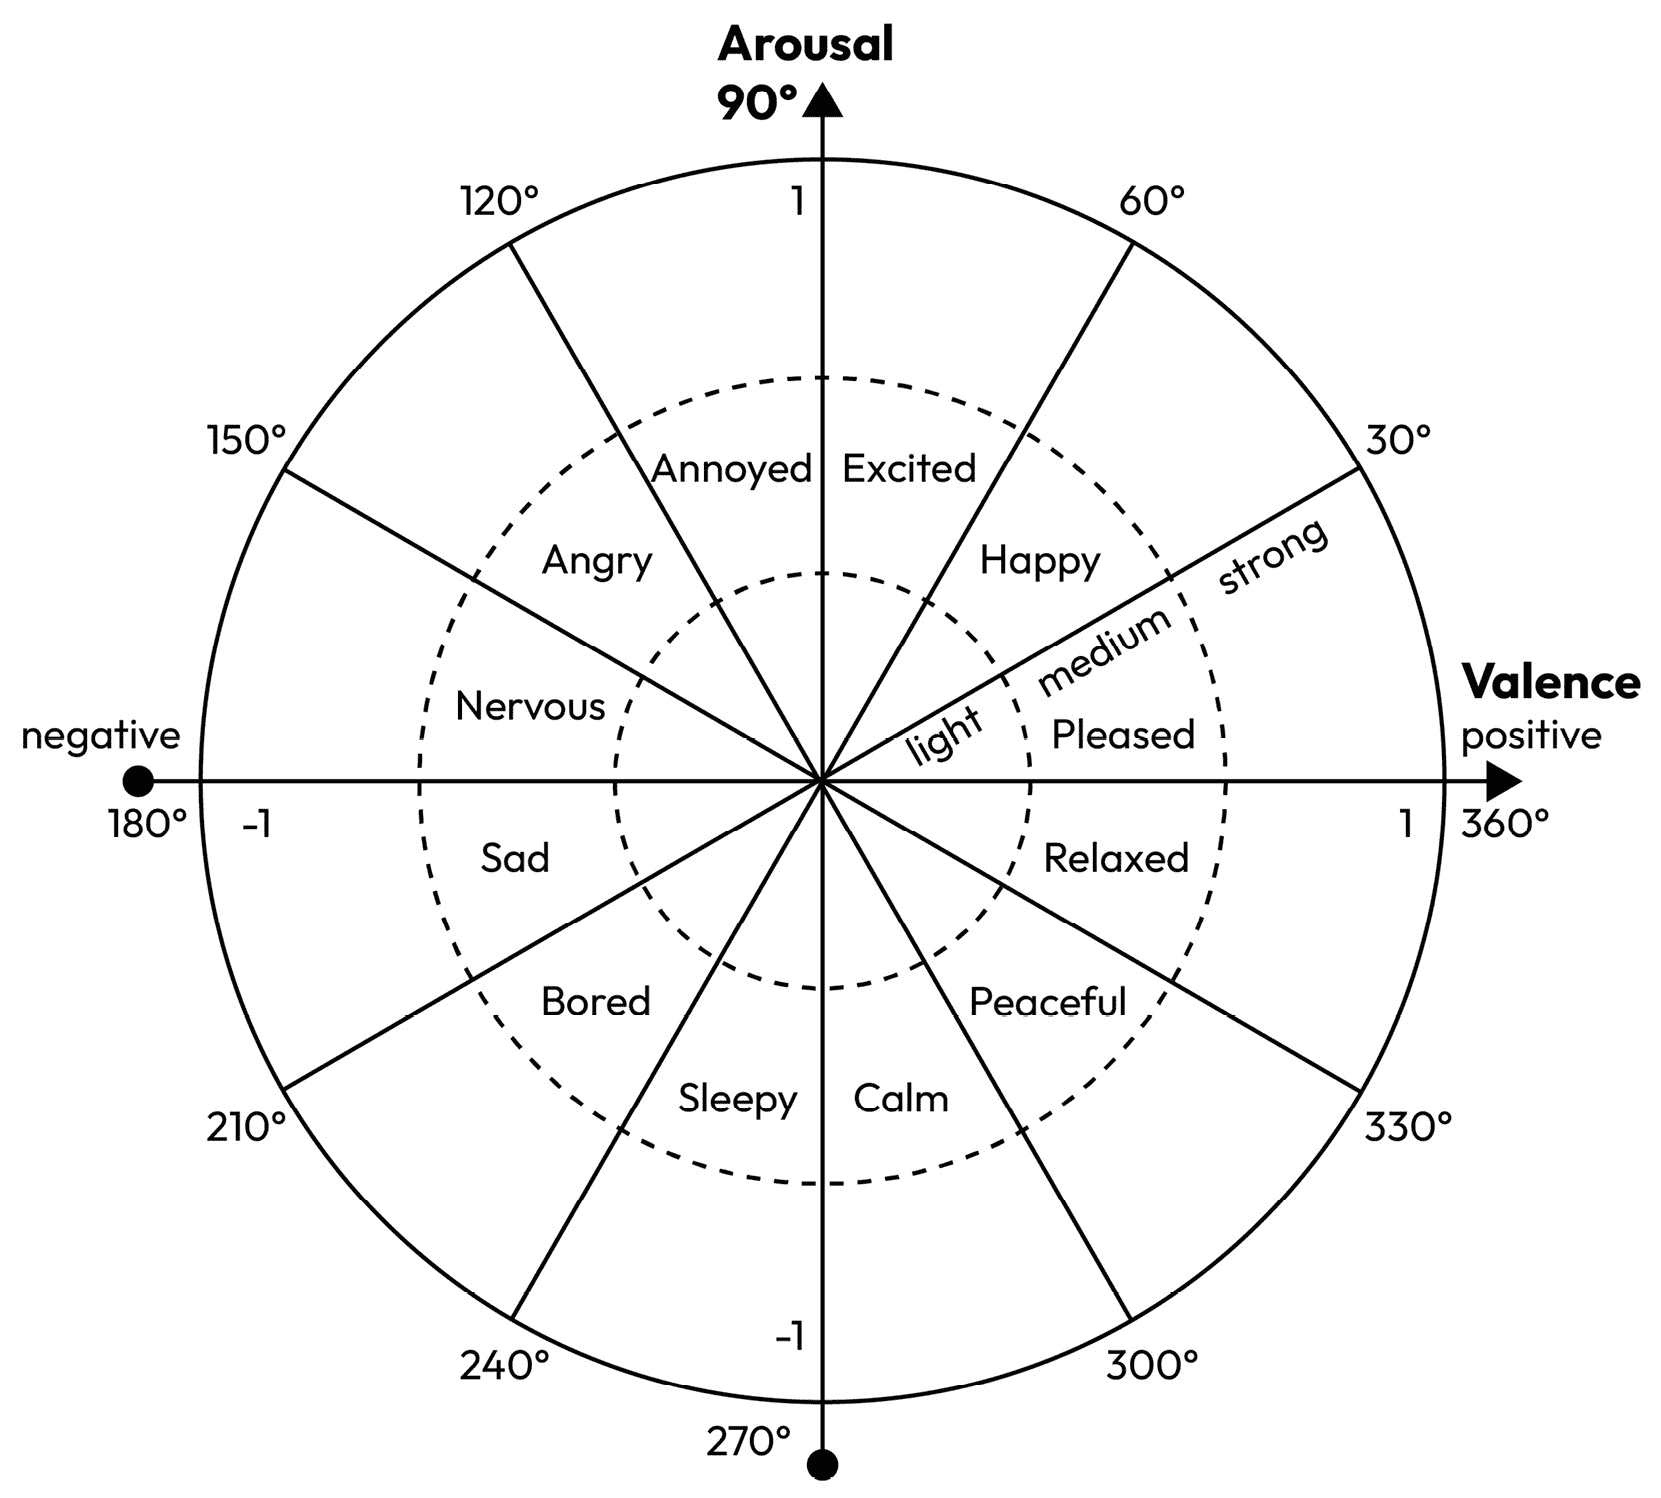 Arousal
90°
120°
1
60°
150°
30°
Annoyed
Excited
Angry
Happy
strong
medium
light
Nervous
Pleased
Valence
negative
positive
180°
-1
1
360°
Sad
Relaxed
Bored
Peaceful
Sleepy
Calm
210°
330°
-1
240°
300°
270°